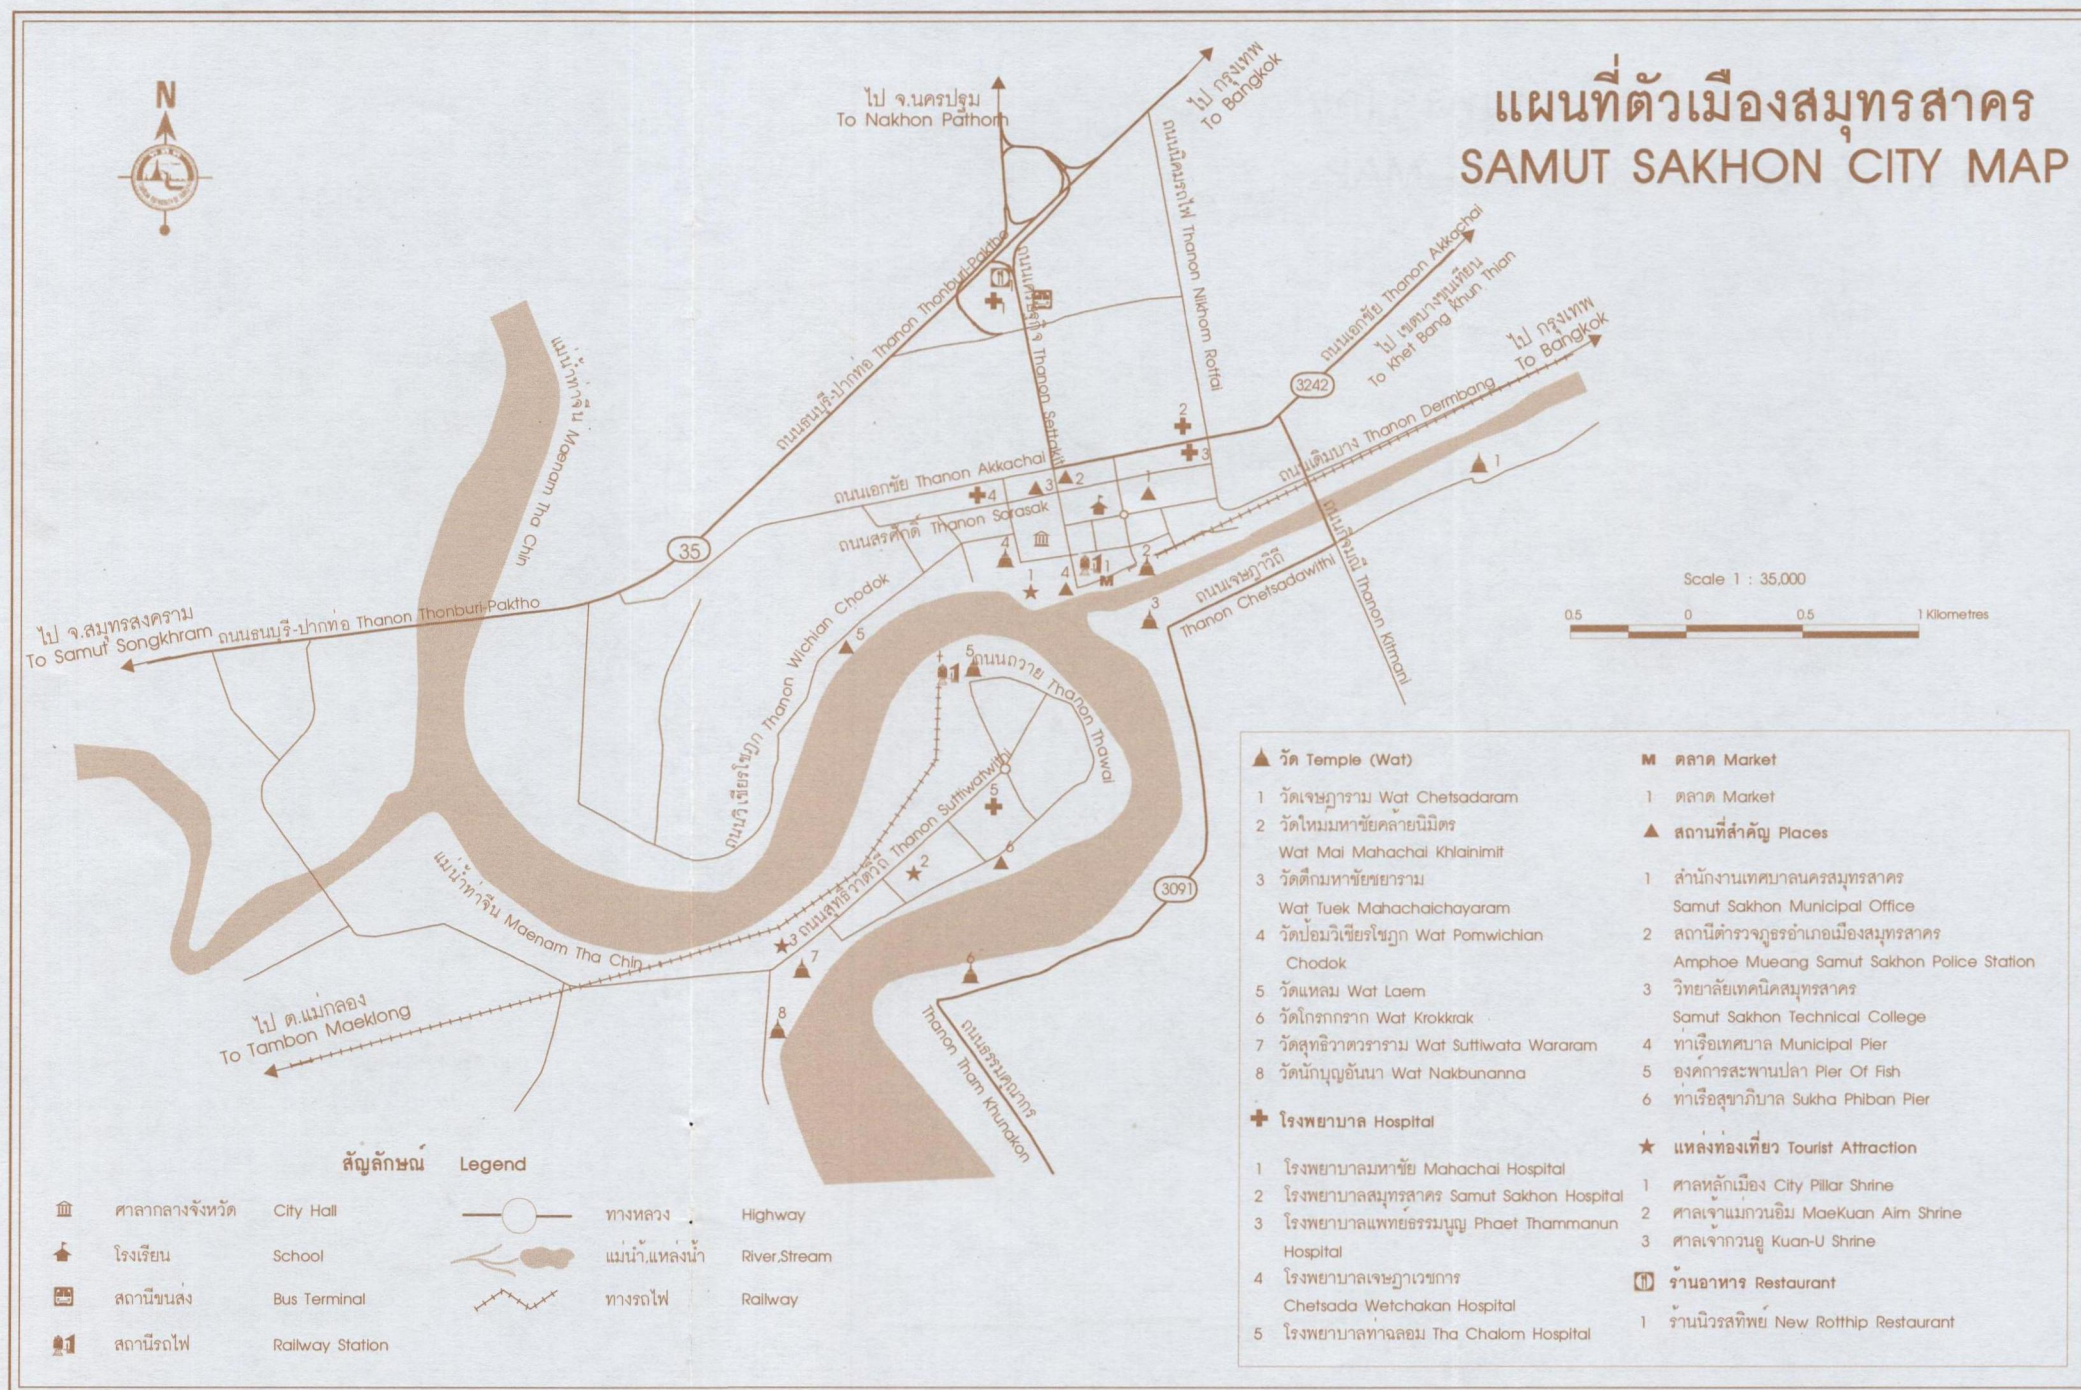 แผนที่ตัวเมืองสมุทรสาคร
SAMUT SAKHON CITY MAP
N
ไป จ.นครปฐม
To Nakhon Pathom
ไป กรุงเทพ
To Bangkok
ถนนนิคมรถไฟ Thanon Nikhom Rotfai
ถนนเอกชัย Thanon Akkachai
ไป เขตบางขุนเทียน
To Khet Bang Khun Thian
ไป กรุงเทพ
To Bangkok
ถนนธนบุรี-ปากท่อ Thanon Thonburi-Paktho
1
1
ถนนเศรษฐกิจ Thanon Settakit
แม่น้ำท่าจีน Maenam Tha Chin
3242
ถนนเดิมบาง Thanon Dermbang
2
3
1
ถนนเอกชัย Thanon Akkachai
4
3
2
1
ถนนสรศักดิ์ Thanon Sorasak
35
4
1
4
1
M
2
3
ถนนเจษฎาวิถี
Thanon Chetsadawithi
ถนนกิจมณี Thanon Kitmani
ไป จ.สมุทรสงคราม
To Samut Songkhram
ถนนธนบุรี-ปากท่อ Thanon Thonburi-Paktho
ถนนวิเชียรโชฎก Thanon Wichian Chodok
5
5
ถนนถวาย Thanon Thawai
ถนนสุทธิวาตวิถี Thanon Suttiwatwithi
5
2
6
3
7
6
8
3091
แม่น้ำท่าจีน Maenam Tha Chin
ไป ต.แม่กลอง
To Tambon Maeklong
ถนนธรรมคุณากร
Thanon Tham Khunakon
Scale 1 : 35,000
0.5 0 0.5 1 Kilometres
วัด Temple (Wat)
1 วัดเจษฎาราม Wat Chetsadaram
2 วัดใหม่มหาชัยคล้ายนิมิตร
Wat Mai Mahachai Khlainimit
3 วัดตึกมหาชัยชยาราม
Wat Tuek Mahachaichayaram
4 วัดป้อมวิเชียรโชฎก Wat Pomwichian
Chodok
5 วัดแหลม Wat Laem
6 วัดโกรกกราก Wat Krokkrak
7 วัดสุทธิวาตวราราม Wat Suttiwata Wararam
8 วัดนักบุญอันนา Wat Nakbunanna
โรงพยาบาล Hospital
1 โรงพยาบาลมหาชัย Mahachai Hospital
2 โรงพยาบาลสมุทรสาคร Samut Sakhon Hospital
3 โรงพยาบาลแพทย์ธรรมนูญ Phaet Thammanun
Hospital
4 โรงพยาบาลเจษฎาเวชการ
Chetsada Wetchakan Hospital
5 โรงพยาบาลท่าฉลอม Tha Chalom Hospital
M ตลาด Market
1 ตลาด Market
สถานที่สำคัญ Places
1 สำนักงานเทศบาลนครสมุทรสาคร
Samut Sakhon Municipal Office
2 สถานีตำรวจภูธรอำเภอเมืองสมุทรสาคร
Amphoe Mueang Samut Sakhon Police Station
3 วิทยาลัยเทคนิคสมุทรสาคร
Samut Sakhon Technical College
4 ท่าเรือเทศบาล Municipal Pier
5 องค์การสะพานปลา Pier Of Fish
6 ท่าเรือสุขาภิบาล Sukha Phiban Pier
แหล่งท่องเที่ยว Tourist Attraction
1 ศาลหลักเมือง City Pillar Shrine
2 ศาลเจ้าแม่กวนอิม MaeKuan Aim Shrine
3 ศาลเจ้ากวนอู Kuan-U Shrine
ร้านอาหาร Restaurant
1 ร้านนิวรสทิพย์ New Rotthip Restaurant
สัญลักษณ์ Legend
ศาลากลางจังหวัด City Hall
โรงเรียน School
สถานีขนส่ง Bus Terminal
สถานีรถไฟ Railway Station
ทางหลวง Highway
แม่น้ำ,แหล่งน้ำ River,Stream
ทางรถไฟ Railway